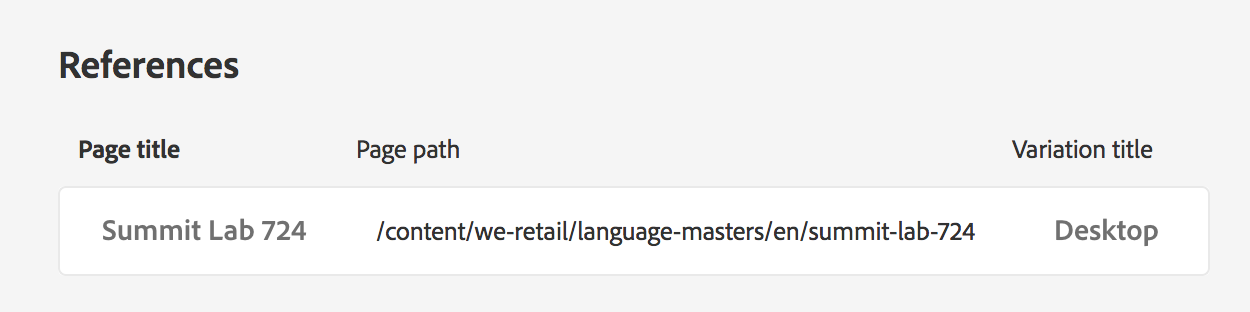 References
Page title Page path Variation title
Summit Lab 724 /content/we-retail/language-masters/en/summit-lab-724 Desktop